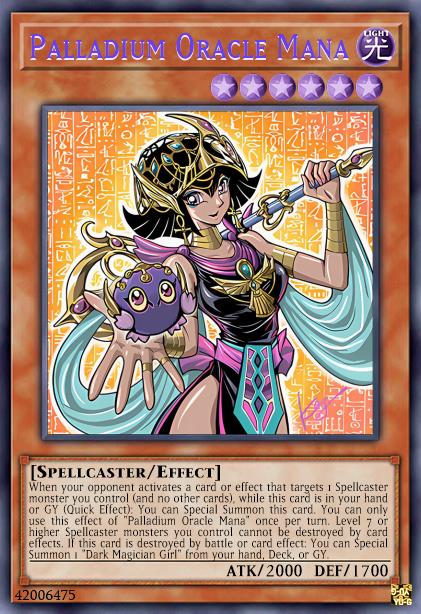 Palladium Oracle Mana
LIGHT
光
[Spellcaster/Effect]
When your opponent activates a card or effect that targets 1 Spellcaster
monster you control (and no other cards), while this card is in your hand
or GY (Quick Effect): You can Special Summon this card. You can only
use this effect of "Palladium Oracle Mana" once per turn. Level 7 or
higher Spellcaster monsters you control cannot be destroyed by card
effects. If this card is destroyed by battle or card effect: You can Special
Summon 1 "Dark Magician Girl" from your hand, Deck, or GY.
ATK/2000 DEF/1700
42006475